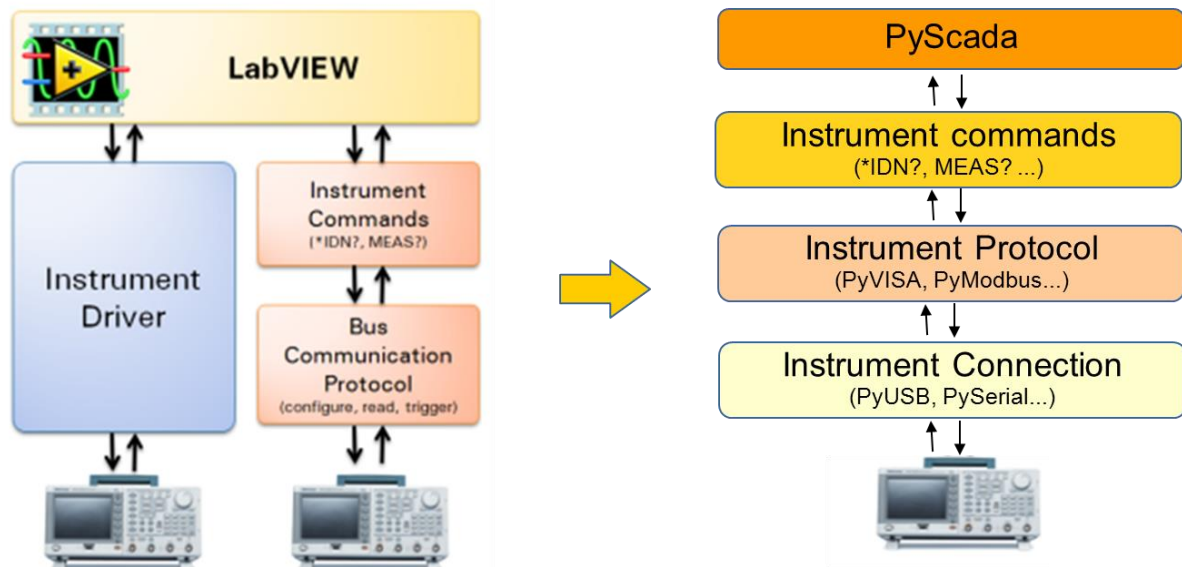 LabVIEW
Instrument
Driver
Instrument
Commands
(*IDN?, MEAS?)
Bus
Communication
Protocol
(configure, read, trigger)
PyScada
Instrument commands
(*IDN?, MEAS? ...)
Instrument Protocol
(PyVISA, PyModbus...)
Instrument Connection
(PyUSB, PySerial...)